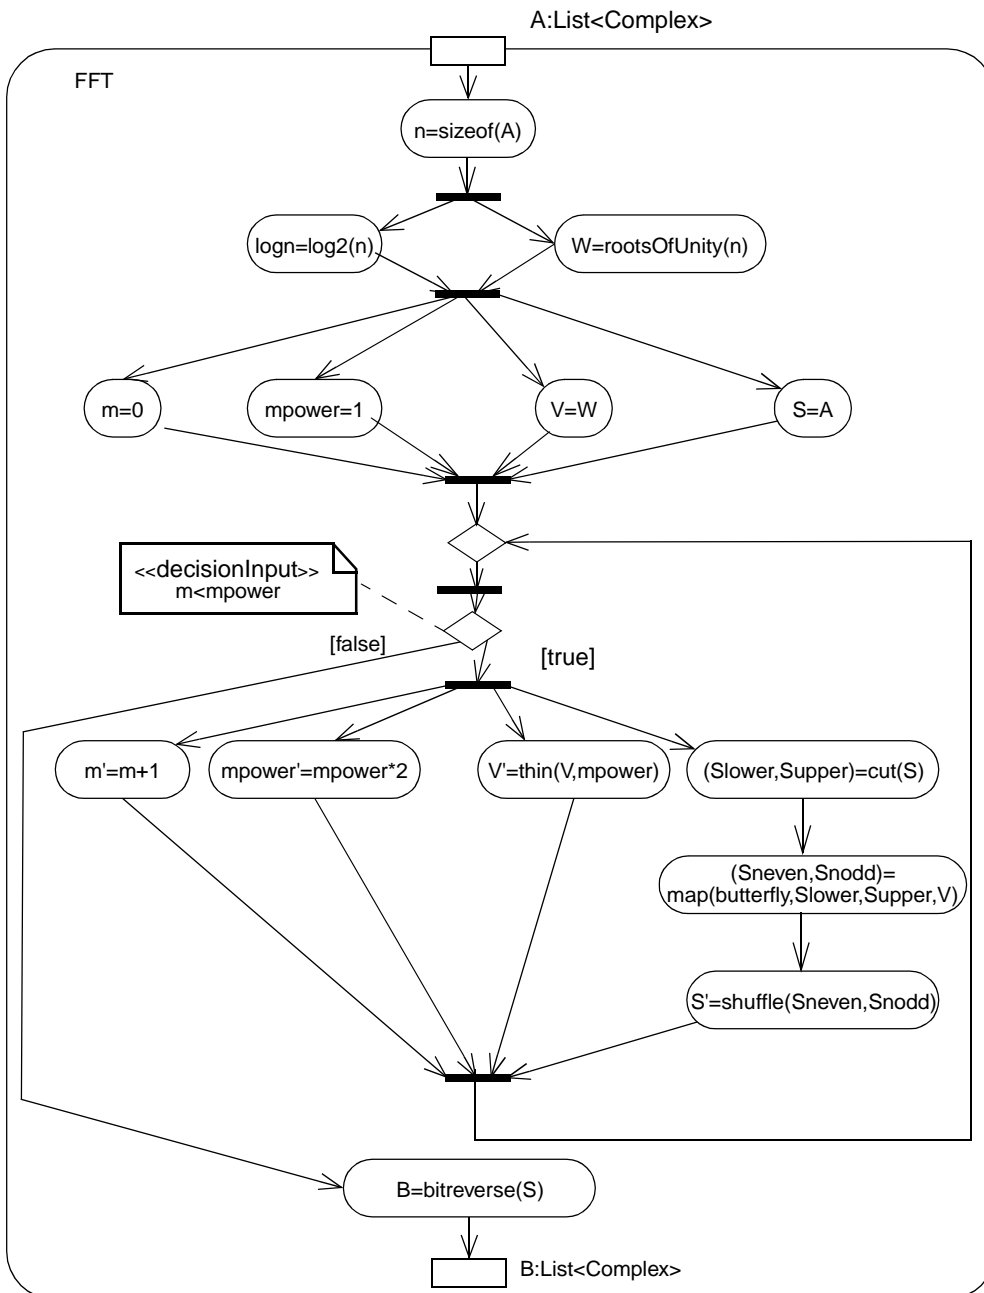 A:List<Complex>
FFT
n=sizeof(A)
logn=log2(n)
W=rootsOfUnity(n)
m=0
mpower=1
V=W
S=A
<<decisionInput>>
m<mpower
[false]
[true]
m'=m+1
mpower'=mpower*2
V'=thin(V,mpower)
(Slower,Supper)=cut(S)
(Sneven,Snodd)=
map(butterfly,Slower,Supper,V)
S'=shuffle(Sneven,Snodd)
B=bitreverse(S)
B:List<Complex>